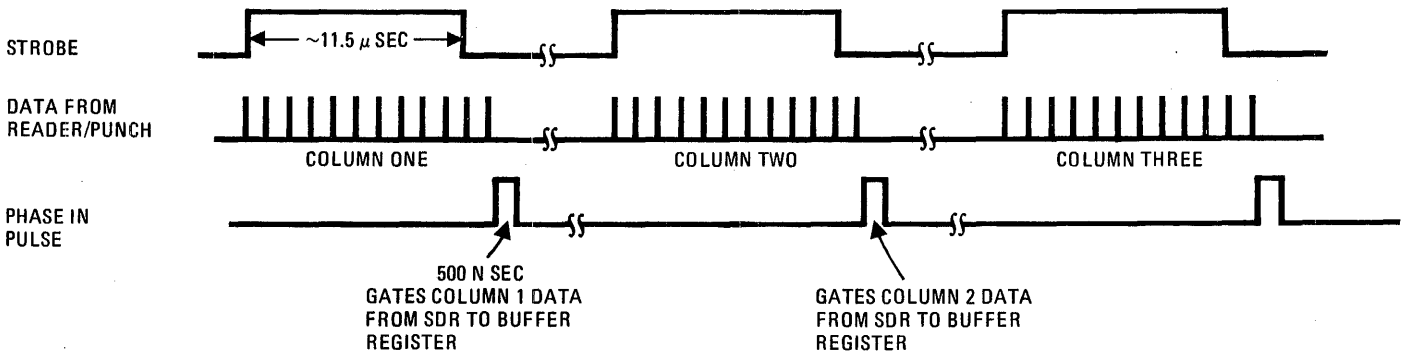 STROBE
~11.5 μ SEC
DATA FROM
READER/PUNCH
COLUMN ONE
COLUMN TWO
COLUMN THREE
PHASE IN
PULSE
500 N SEC
GATES COLUMN 1 DATA
FROM SDR TO BUFFER
REGISTER
GATES COLUMN 2 DATA
FROM SDR TO BUFFER
REGISTER